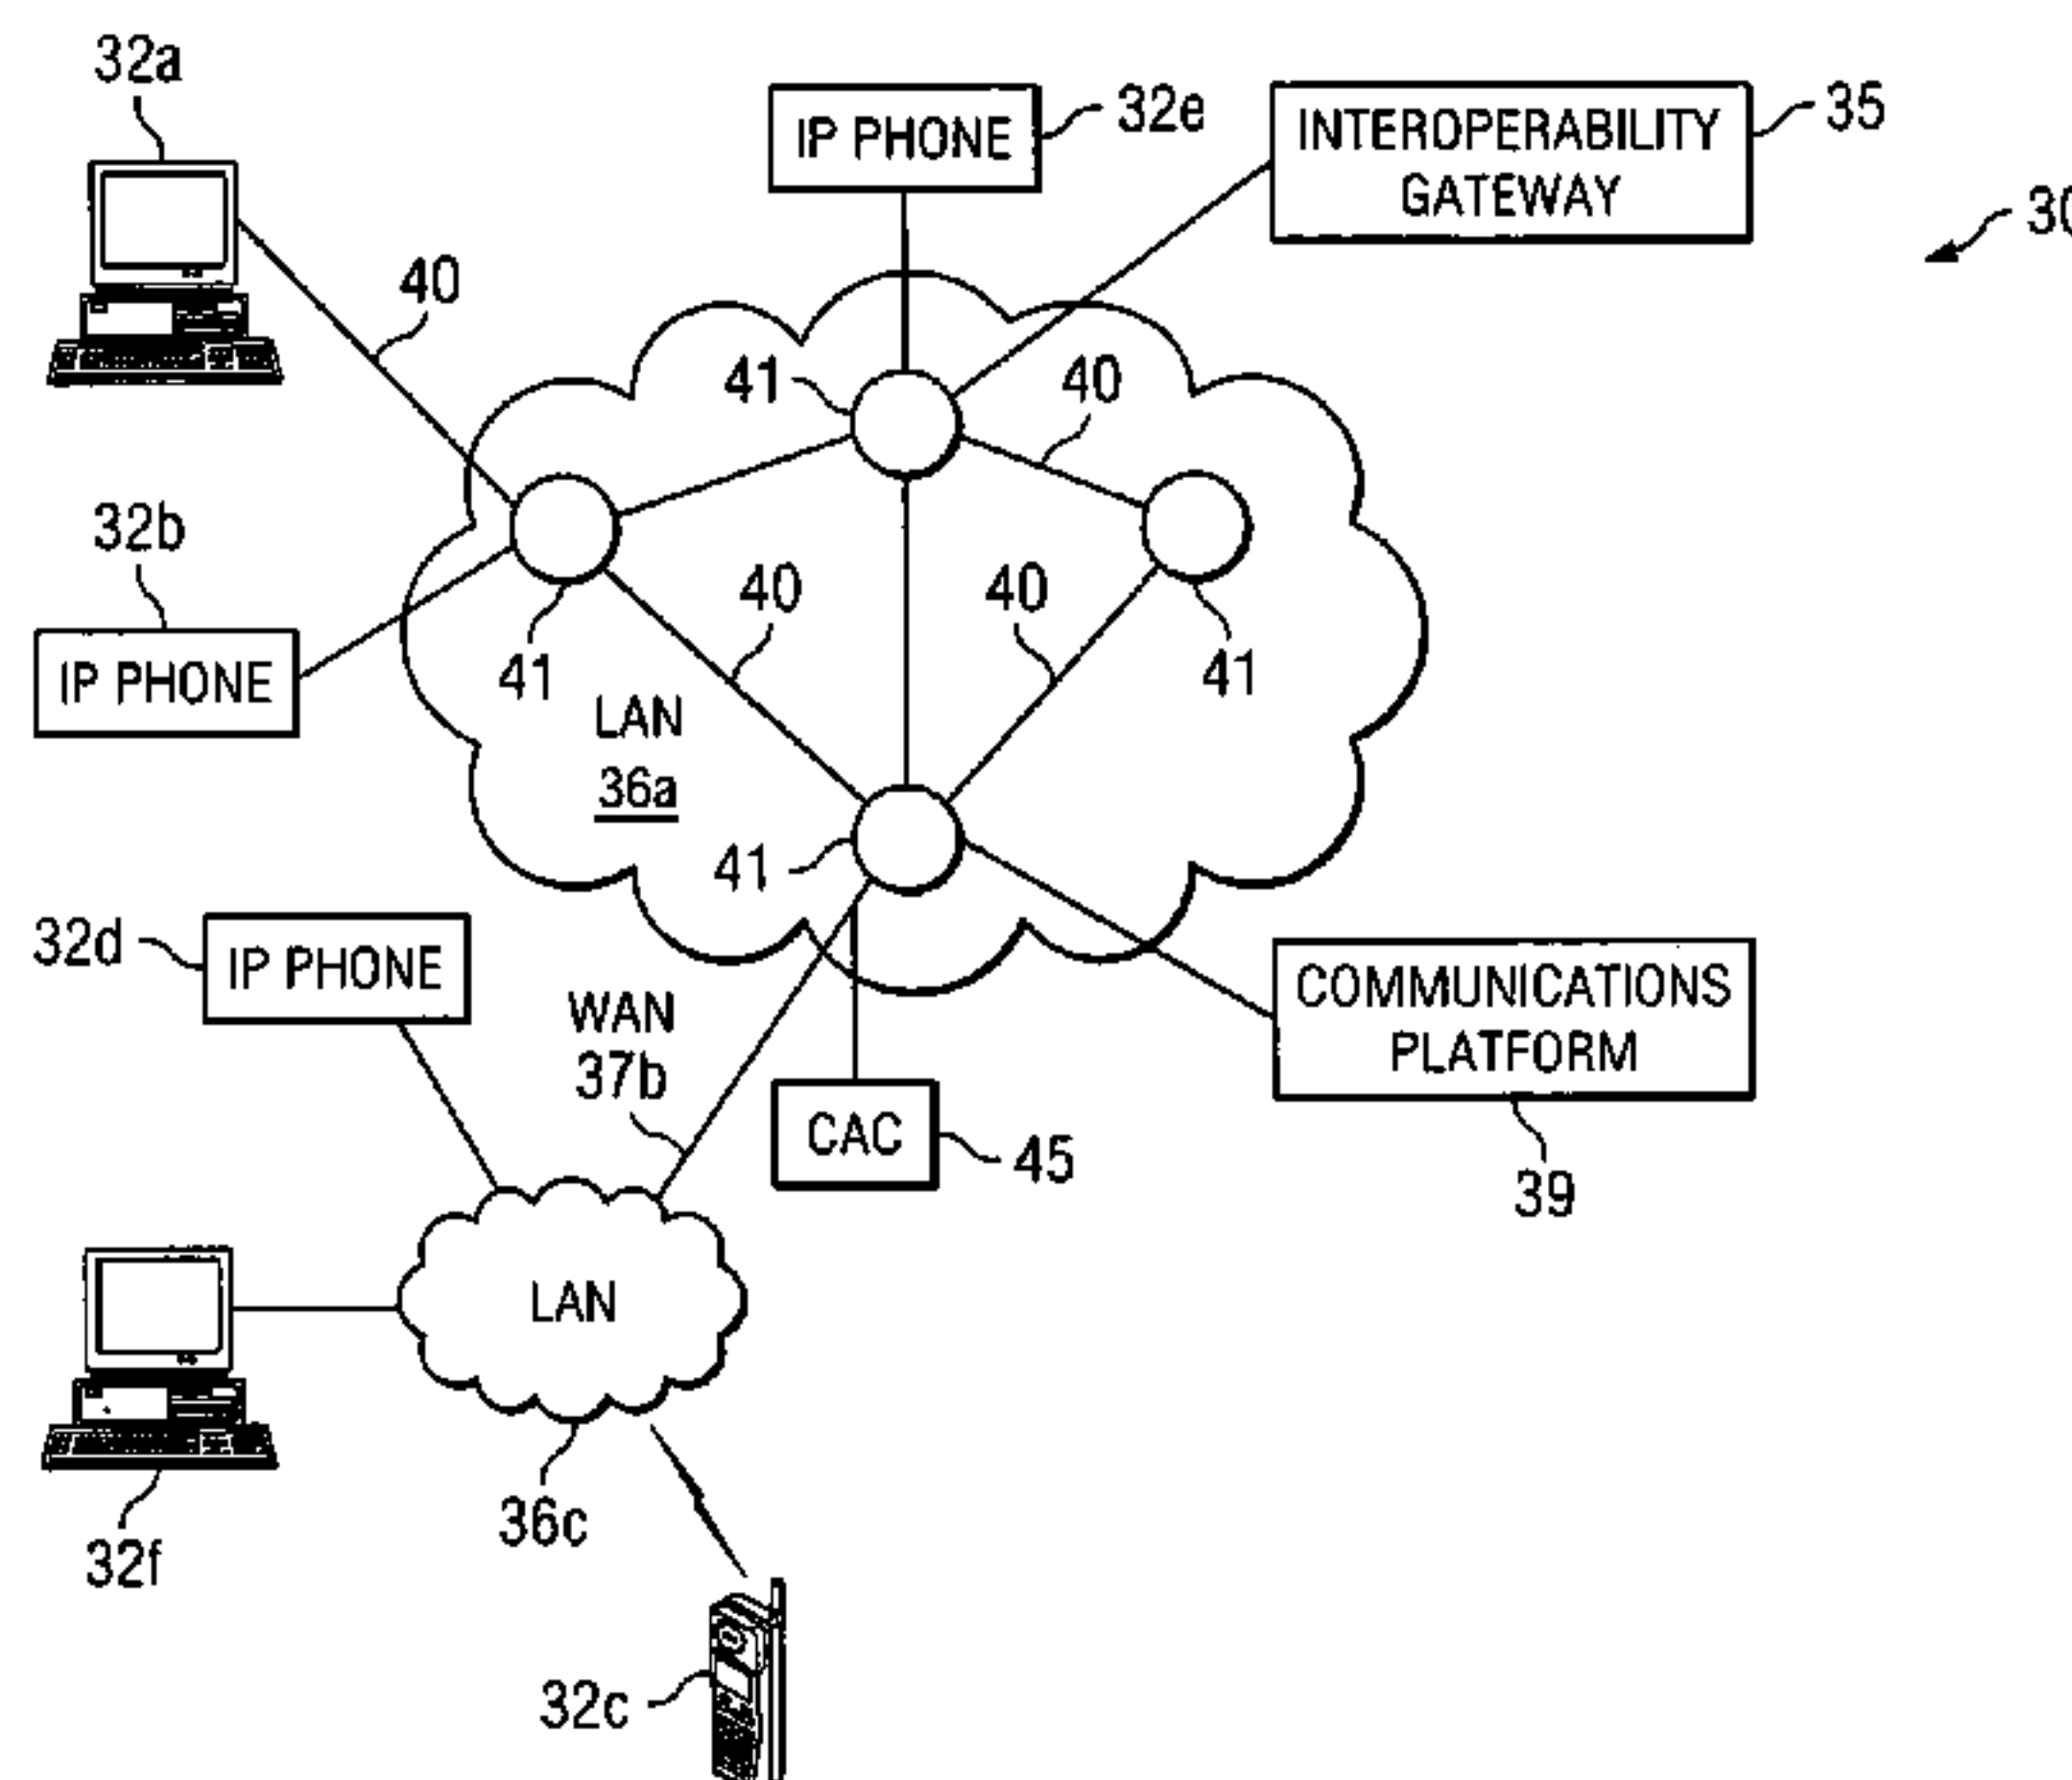 32a
IP PHONE
32e
INTEROPERABILITY
GATEWAY
35
30
40
41
40
32b
IP PHONE
41
40
40
41
LAN
36a
41
32d
IP PHONE
WAN
37b
COMMUNICATIONS
PLATFORM
39
CAC
45
LAN
36c
32f
32c